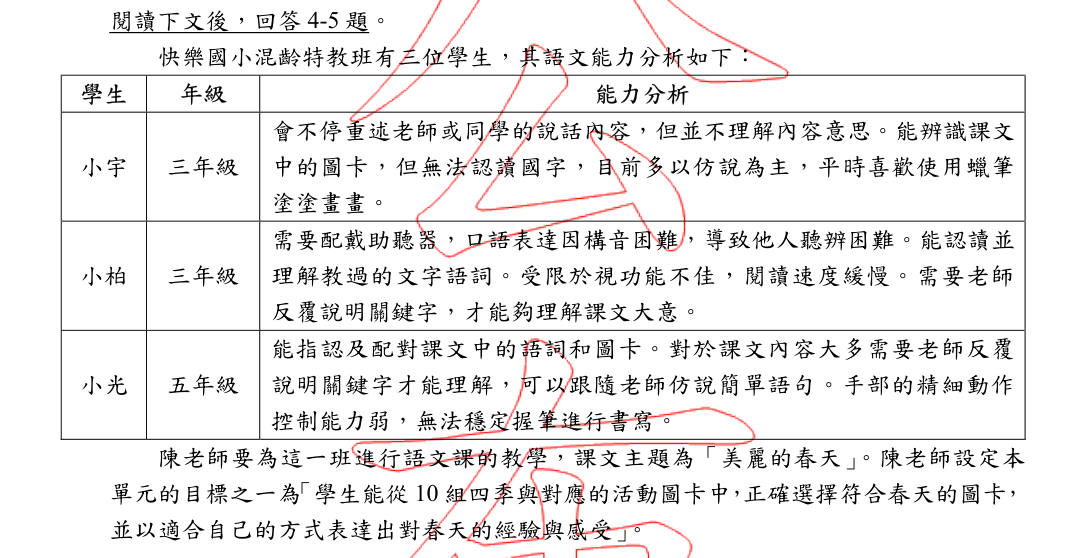 閱讀下文後，回答 4-5 題。
快樂國小混齡特教班有三位學生，其語文能力分析如下：
學生 年級 能力分析
會不停重述老師或同學的說話內容，但並不理解內容意思。能辨識課文
小宇 三年級 中的圖卡，但無法認讀國字，目前多以仿說為主，平時喜歡使用蠟筆
塗塗畫畫。
需要配戴助聽器，口語表達因構音困難，導致他人聽辨困難。能認讀並
小柏 三年級 理解教過的文字語詞。受限於視功能不佳，閱讀速度緩慢。需要老師
反覆說明關鍵字，才能夠理解課文大意。
能指認及配對課文中的語詞和圖卡。對於課文內容大多需要老師反覆
小光 五年級 說明關鍵字才能理解，可以跟隨老師仿說簡單語句。手部的精細動作
控制能力弱，無法穩定握筆進行書寫。
陳老師要為這一班進行語文課的教學，課文主題為「美麗的春天」。陳老師設定本
單元的目標之一為「學生能從 10 組四季與對應的活動圖卡中，正確選擇符合春天的圖卡，
並以適合自己的方式表達出對春天的經驗與感受」。